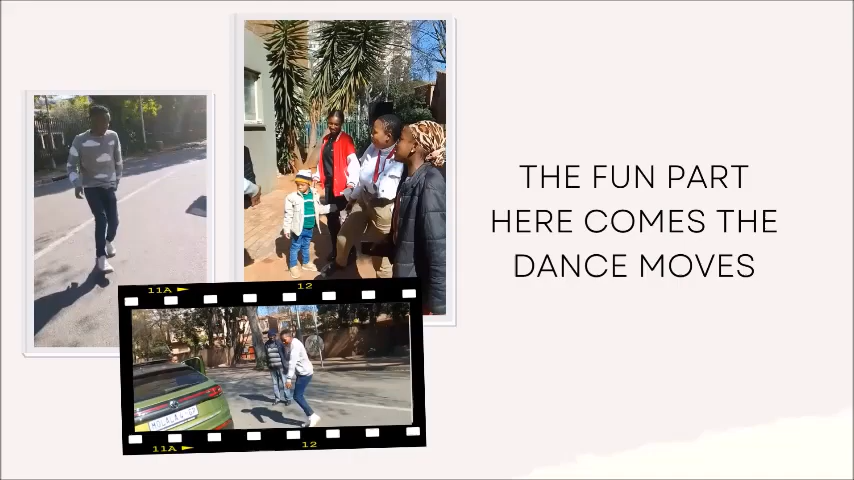 THE FUN PART
HERE COMES THE
DANCE MOVES
11A
12
11A
12